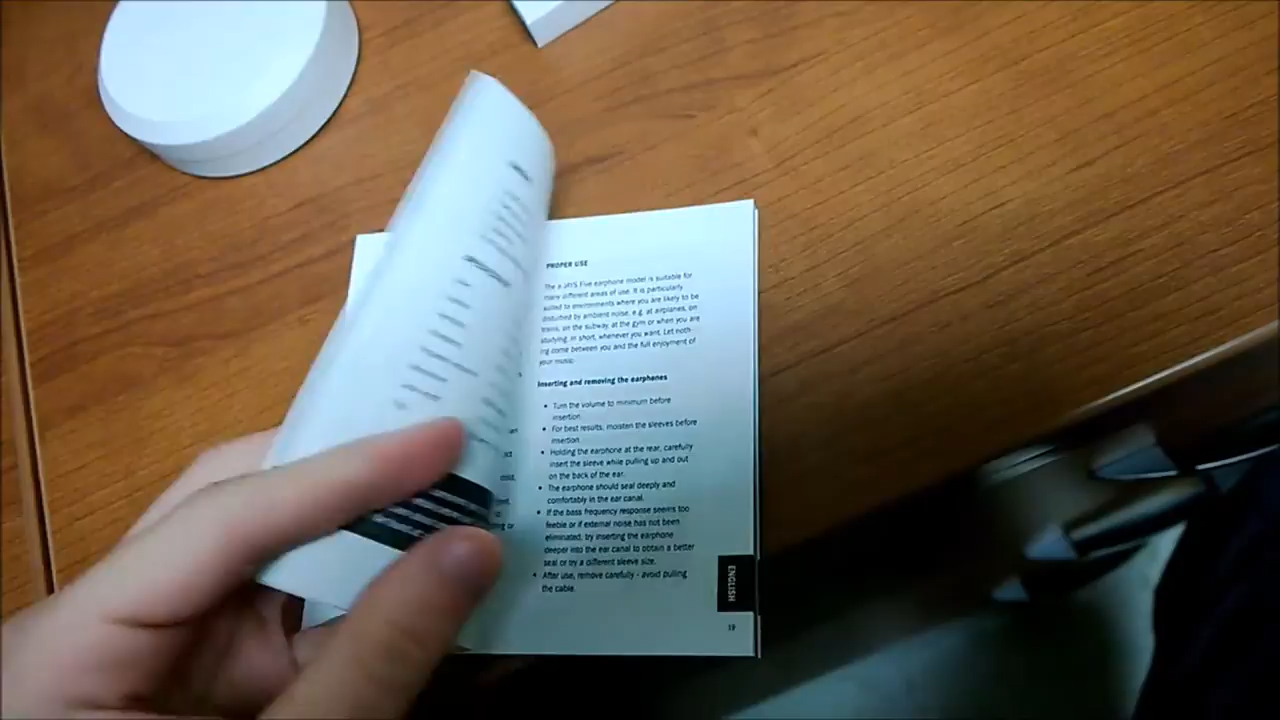 PROPER USE
The a-JAYS Five earphone model is suitable for
many different areas of use. It is particularly
suited to environments where you are likely to be
disturbed by ambient noise, e.g. at airplanes, on
trains, on the subway, at the gym or when you are
studying. In short, whenever you want. Let noth-
ing come between you and the full enjoyment of
your music.
Inserting and removing the earphones
• Turn the volume to minimum before
insertion.
• For best results, moisten the sleeves before
insertion.
• Holding the earphone at the rear, carefully
insert the sleeve while pulling up and out
on the back of the ear.
• The earphone should seal deeply and
comfortably in the ear canal.
• If the bass frequency response seems too
feeble or if external noise has not been
eliminated, try inserting the earphone
deeper into the ear canal to obtain a better
seal or try a different sleeve size.
• After use, remove carefully - avoid pulling
the cable.
ENGLISH
19